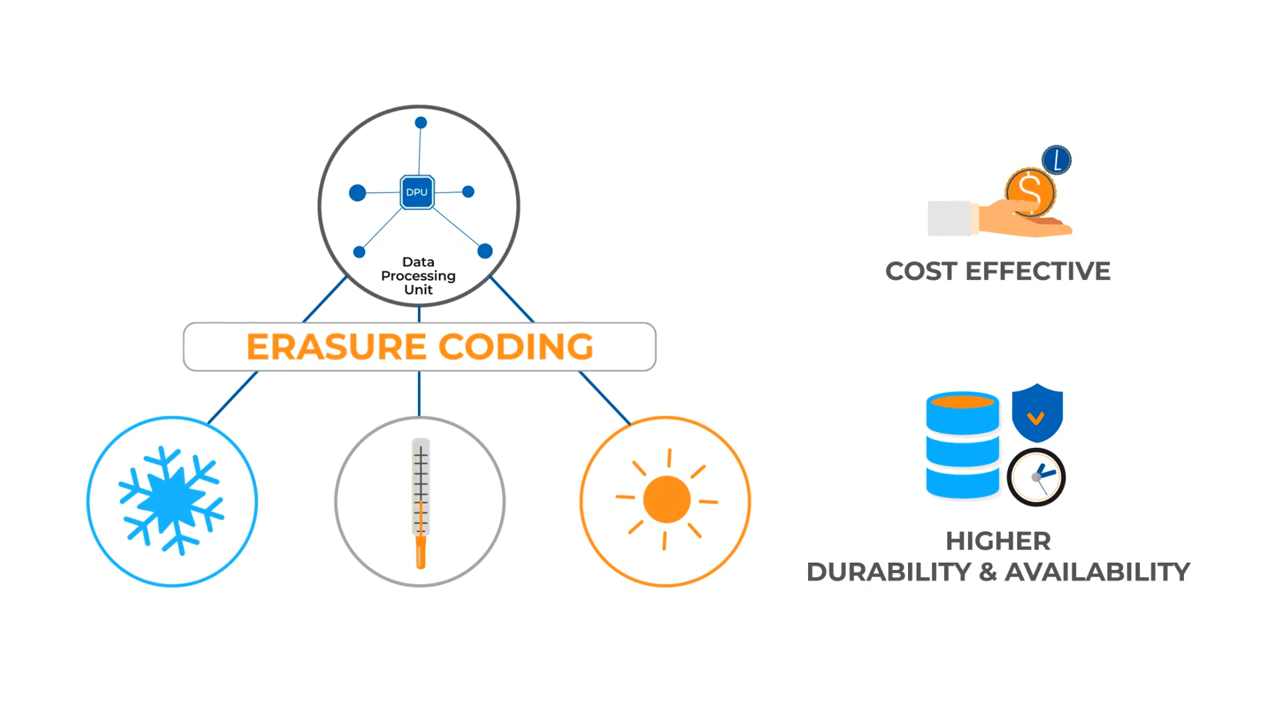 DPU
Data
Processing
Unit
ERASURE CODING
$
L
COST EFFECTIVE
HIGHER
DURABILITY & AVAILABILITY